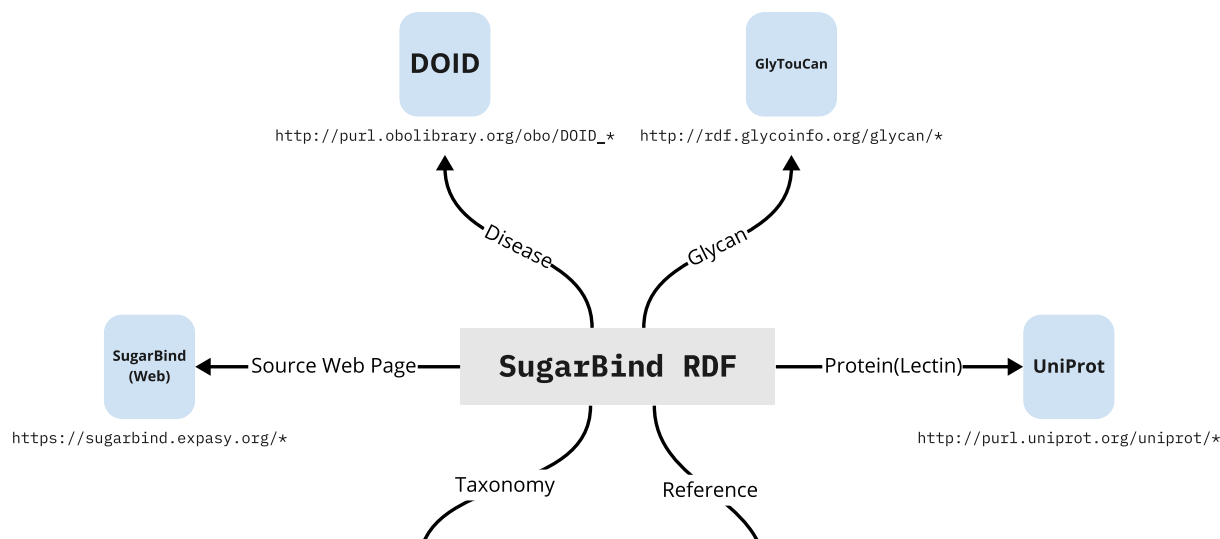 DOID
GlyTouCan
http://purl.obolibrary.org/obo/DOID_*
http://rdf.glycoinfo.org/glycan/*
Disease
Glycan
SugarBind
(Web)
Source Web Page
SugarBind RDF
Protein(Lectin)
UniProt
https://sugarbind.expasy.org/*
http://purl.uniprot.org/uniprot/*
Taxonomy
Reference